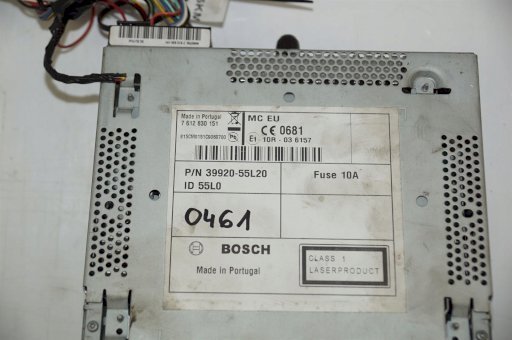 Made in Portugal
7 612 830 151
MC EU
CE 0681
E1 - 10R - 03 6157
P/N 39920-55L20
ID 55L0
Fuse 10A
0461
BOSCH
Made in Portugal
CLASS 1
LASERPRODUCT